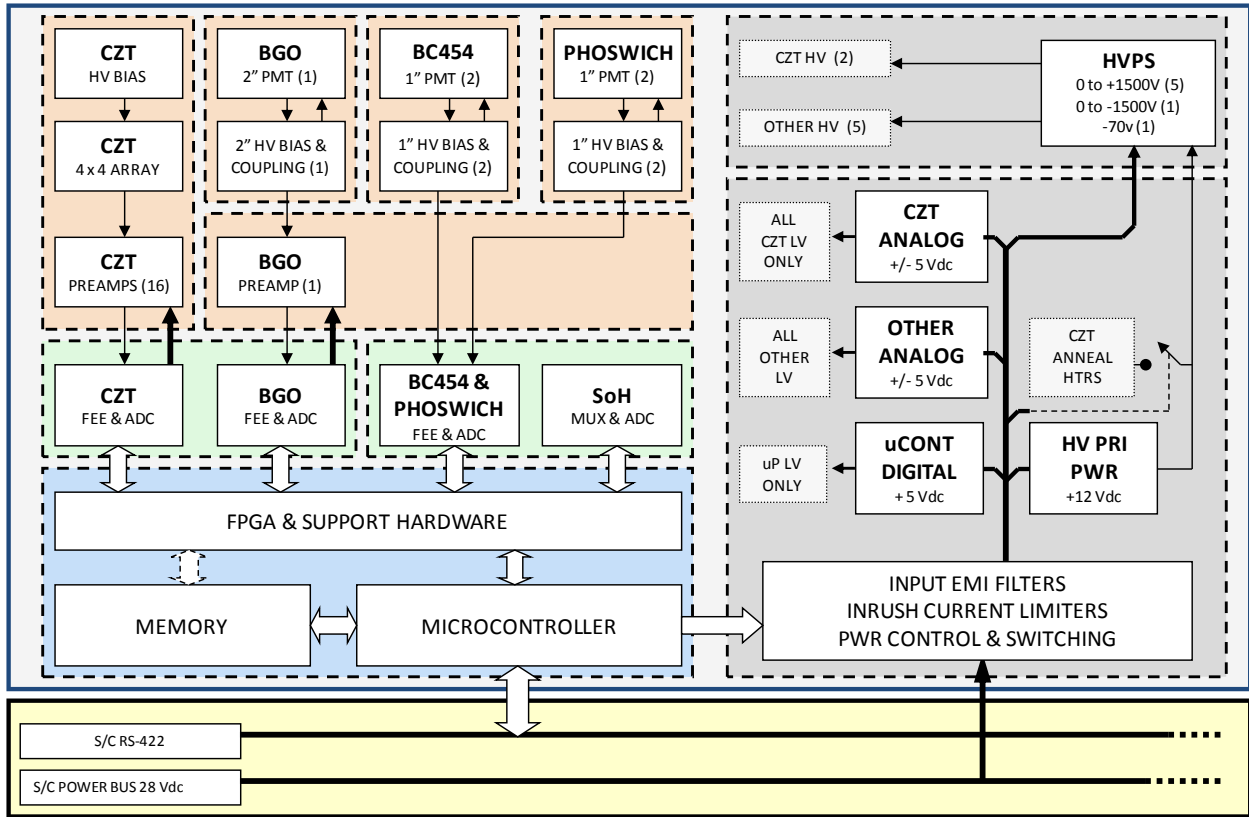 CZT
HV BIAS
BGO
2” PMT (1)
BC454
1” PMT (2)
PHOSWICH
1” PMT (2)
CZT
4 x 4 ARRAY
2” HV BIAS &
COUPLING (1)
1” HV BIAS &
COUPLING (2)
1” HV BIAS &
COUPLING (2)
CZT
PREAMPS (16)
BGO
PREAMP (1)
CZT
FEE & ADC
BGO
FEE & ADC
BC454 &
PHOSWICH
FEE & ADC
SoH
MUX & ADC
FPGA & SUPPORT HARDWARE
MEMORY
MICROCONTROLLER
CZT HV (2)
OTHER HV (5)
HVPS
0 to +1500V (5)
0 to -1500V (1)
-70v (1)
ALL
CZT LV
ONLY
CZT
ANALOG
+/- 5 Vdc
ALL
OTHER
LV
OTHER
ANALOG
+/- 5 Vdc
CZT
ANNEAL
HTRS
uP LV
ONLY
uCONT
DIGITAL
+ 5 Vdc
HV PRI
PWR
+12 Vdc
INPUT EMI FILTERS
INRUSH CURRENT LIMITERS
PWR CONTROL & SWITCHING
S/C RS-422
S/C POWER BUS 28 Vdc